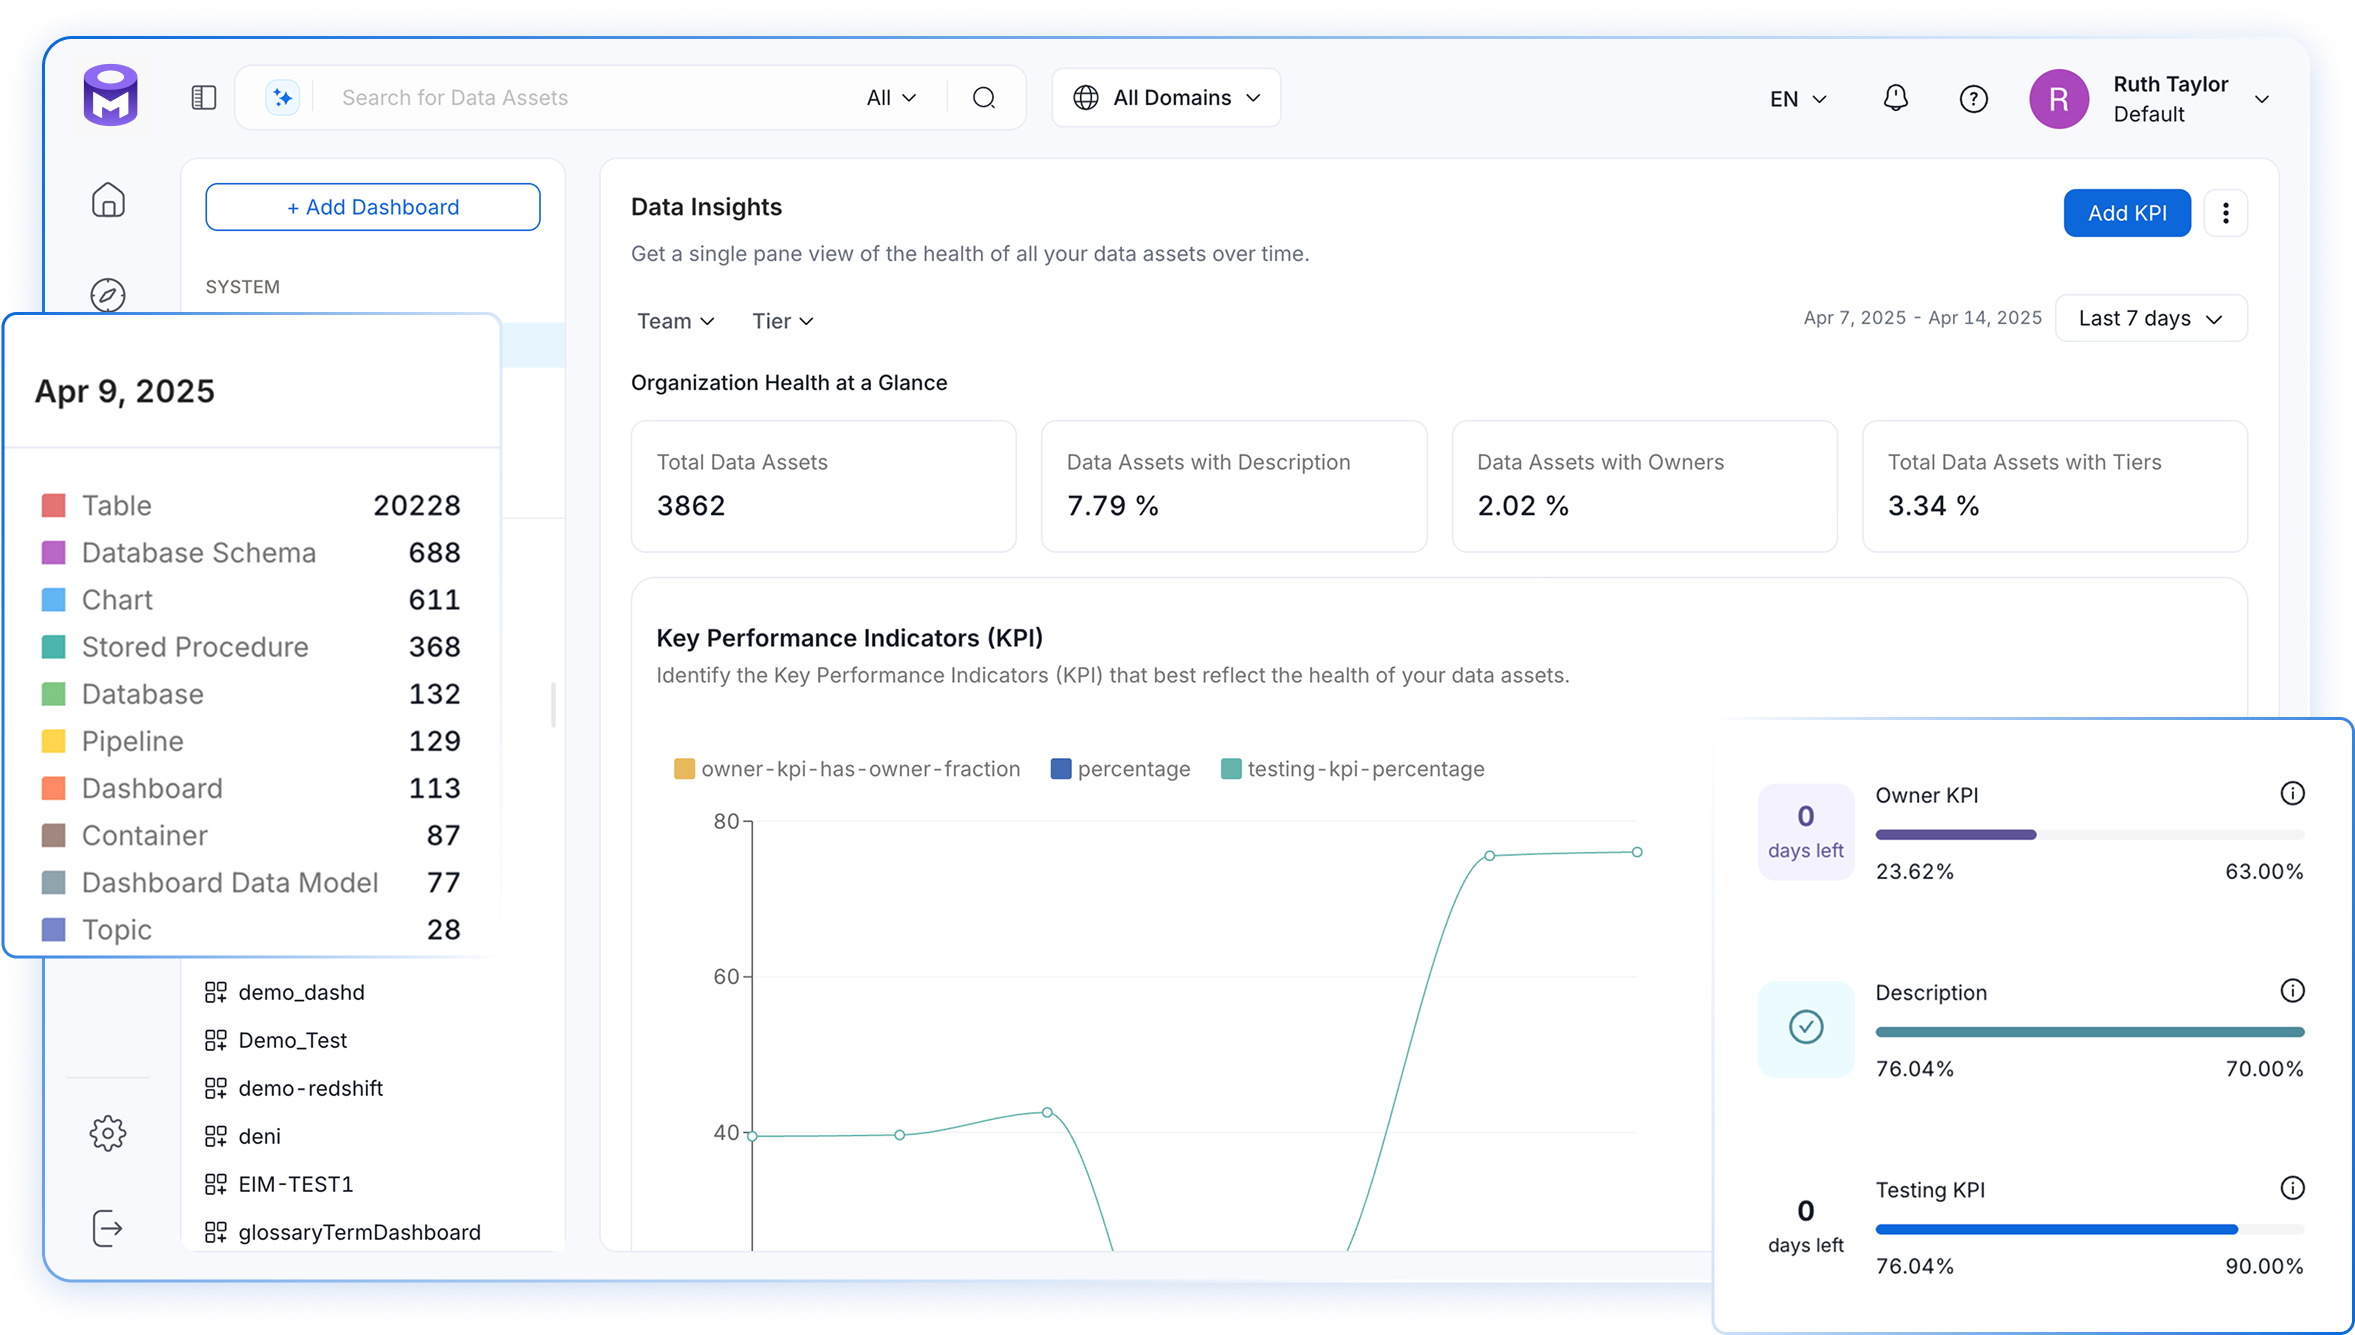 Search for Data Assets
All
All Domains
EN
R
Ruth Taylor
Default
+ Add Dashboard
SYSTEM
Data Insights
Get a single pane view of the health of all your data assets over time.
Add KPI
Team
Tier
Apr 7, 2025 - Apr 14, 2025
Last 7 days
Organization Health at a Glance
Total Data Assets
3862
Data Assets with Description
7.79 %
Data Assets with Owners
2.02 %
Total Data Assets with Tiers
3.34 %
Apr 9, 2025
Table 20228
Database Schema 688
Chart 611
Stored Procedure 368
Database 132
Pipeline 129
Dashboard 113
Container 87
Dashboard Data Model 77
Topic 28
demo_dashd
Demo_Test
demo-redshift
deni
EIM-TEST1
glossaryTermDashboard
Key Performance Indicators (KPI)
Identify the Key Performance Indicators (KPI) that best reflect the health of your data assets.
owner-kpi-has-owner-fraction percentage testing-kpi-percentage
80
60
40
0
days left
Owner KPI
23.62% 63.00%
Description
76.04% 70.00%
0
days left
Testing KPI
76.04% 90.00%